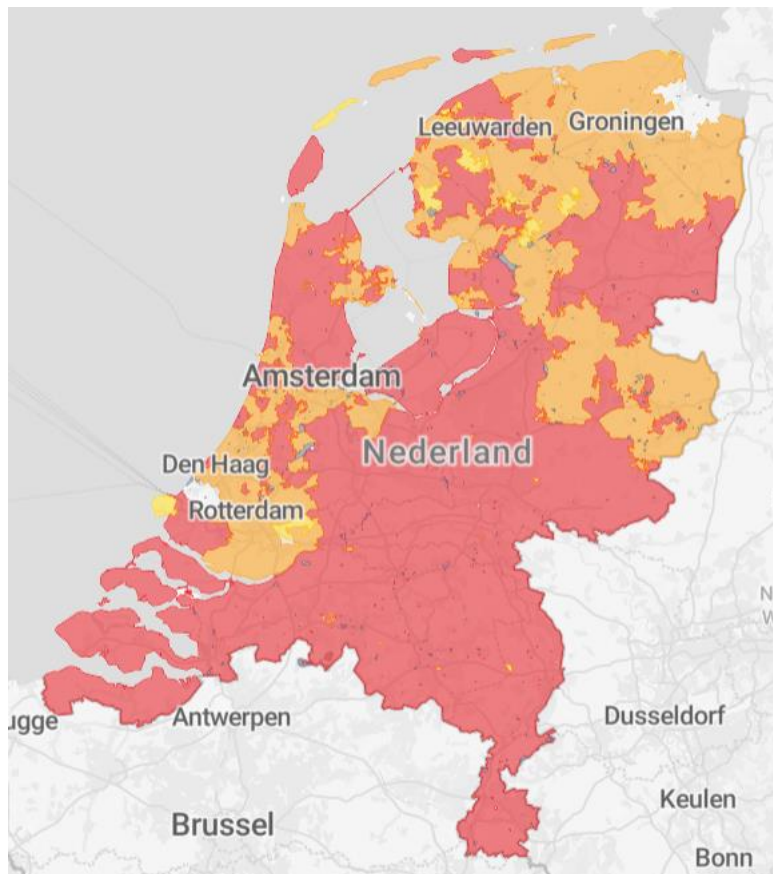 Leeuwarden
Groningen
Amsterdam
Nederland
Den Haag
Rotterdam
N
W
ugge
Antwerpen
Dusseldorf
Brussel
Keulen
Bonn